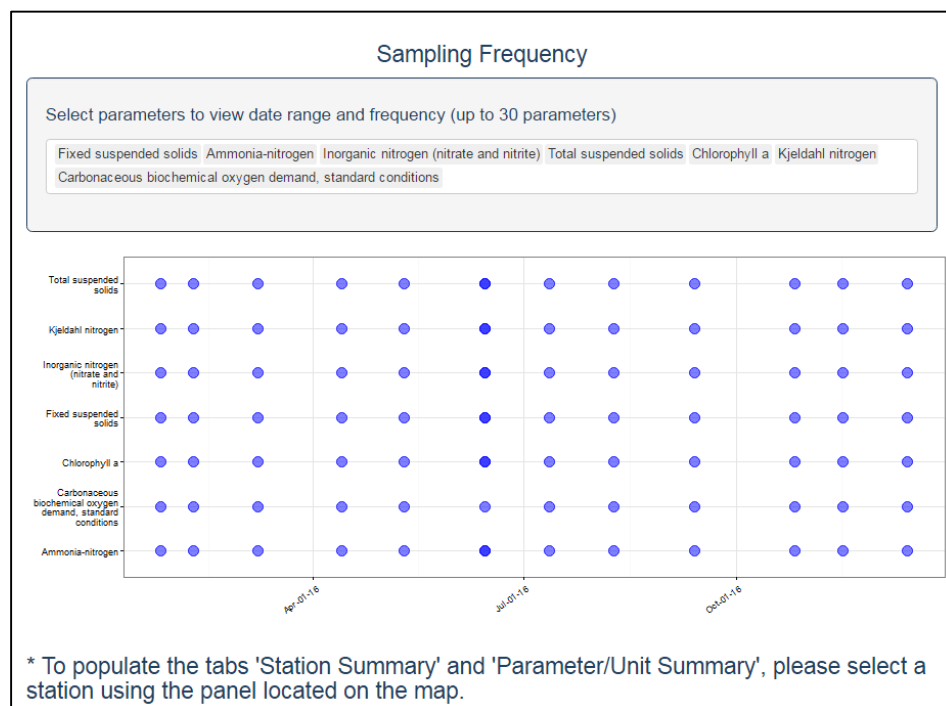 Sampling Frequency
Select parameters to view date range and frequency (up to 30 parameters)
Fixed suspended solids Ammonia-nitrogen Inorganic nitrogen (nitrate and nitrite) Total suspended solids Chlorophyll a Kjeldahl nitrogen
Carbonaceous biochemical oxygen demand, standard conditions
Total suspended
solids
Kjeldahl nitrogen
Inorganic nitrogen
(nitrate and
nitrite)
Fixed suspended
solids
Chlorophyll a
Carbonaceous
biochemical oxygen
demand, standard
conditions
Ammonia-nitrogen
Apr-01-16
Jul-01-16
Oct-01-16
* To populate the tabs 'Station Summary' and 'Parameter/Unit Summary', please select a
station using the panel located on the map.